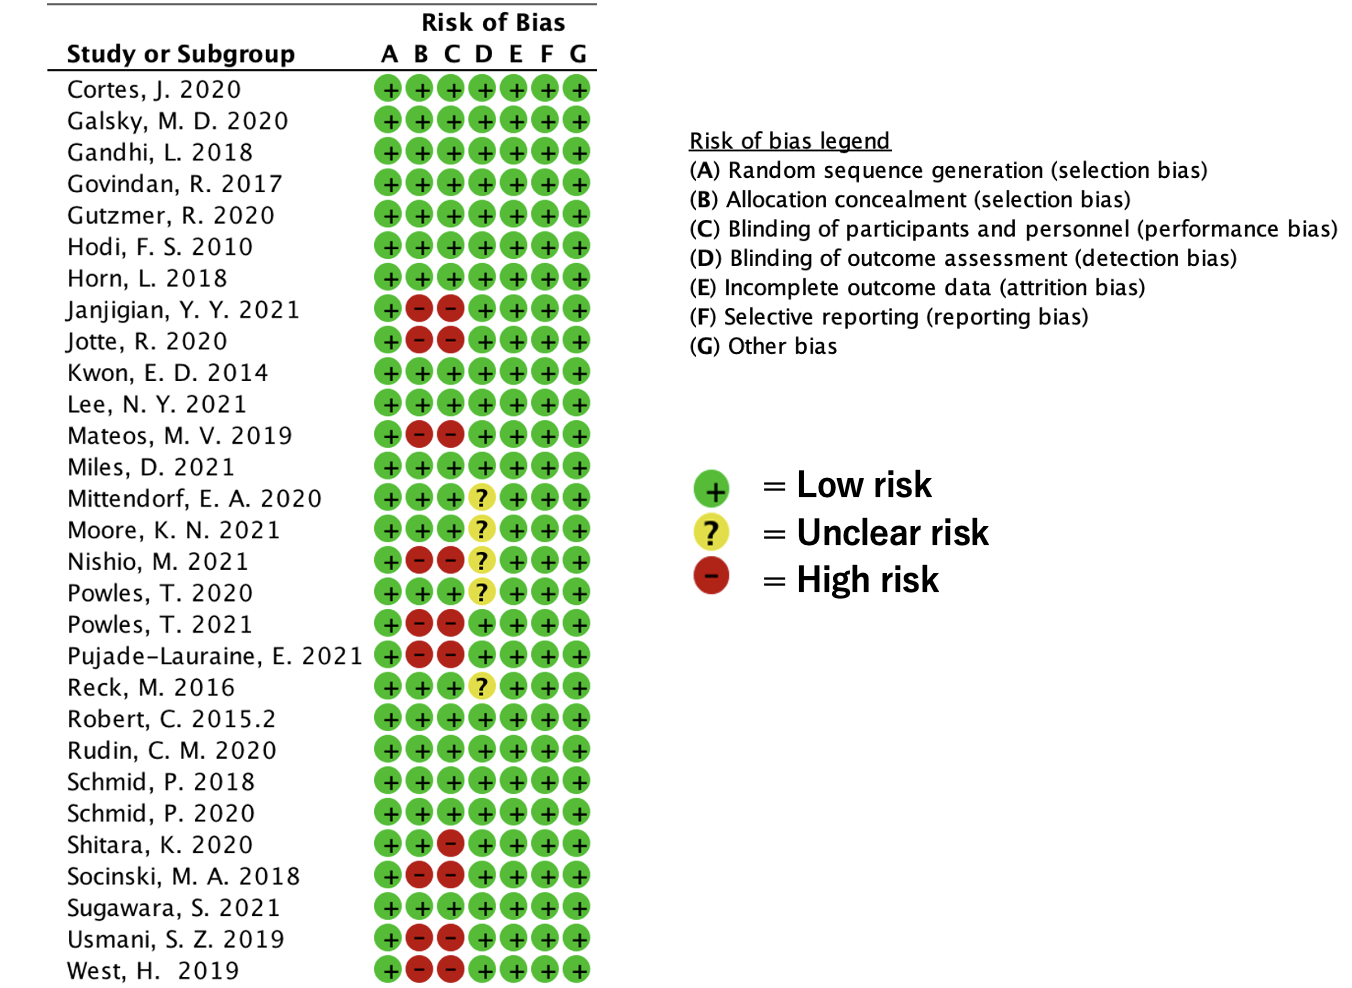 Risk of Bias
Study or Subgroup A B C D E F G
Cortes, J. 2020 + + + + + + +
Galsky, M. D. 2020 + + + + + + +
Gandhi, L. 2018 + + + + + + +
Govindan, R. 2017 + + + + + + +
Gutzmer, R. 2020 + + + + + + +
Hodi, F. S. 2010 + + + + + + +
Horn, L. 2018 + + + + + + +
Janjigian, Y. Y. 2021 + - - + + + +
Jotte, R. 2020 + - - + + + +
Kwon, E. D. 2014 + + + + + + +
Lee, N. Y. 2021 + + + + + + +
Mateos, M. V. 2019 + - - + + + +
Miles, D. 2021 + + + + + + +
Mittendorf, E. A. 2020 + + + ? + + +
Moore, K. N. 2021 + + + ? + + +
Nishio, M. 2021 + - - ? + + +
Powles, T. 2020 + + + ? + + +
Powles, T. 2021 + - - + + + +
Pujade-Lauraine, E. 2021 + - - + + + +
Reck, M. 2016 + + + ? + + +
Robert, C. 2015.2 + + + + + + +
Rudin, C. M. 2020 + + + + + + +
Schmid, P. 2018 + + + + + + +
Schmid, P. 2020 + + + + + + +
Shitara, K. 2020 + + - + + + +
Socinski, M. A. 2018 + - - + + + +
Sugawara, S. 2021 + + + + + + +
Usmani, S. Z. 2019 + - - + + + +
West, H. 2019 + - - + + + +
Risk of bias legend
(A) Random sequence generation (selection bias)
(B) Allocation concealment (selection bias)
(C) Blinding of participants and personnel (performance bias)
(D) Blinding of outcome assessment (detection bias)
(E) Incomplete outcome data (attrition bias)
(F) Selective reporting (reporting bias)
(G) Other bias
+ = Low risk
? = Unclear risk
- = High risk